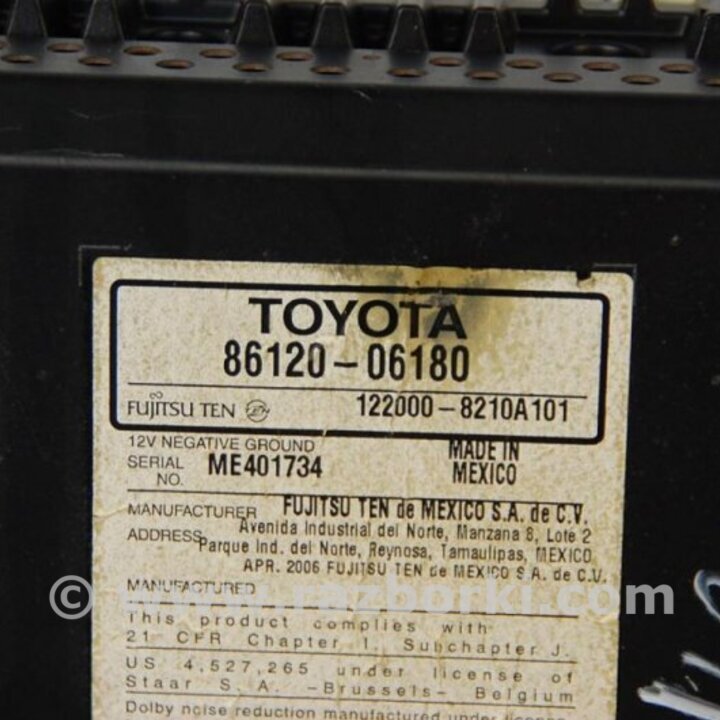 TOYOTA
86120-06180
FUJITSU TEN 122000-8210A101
12V NEGATIVE GROUND MADE IN
SERIAL NO. ME401734 MEXICO
MANUFACTURER FUJITSU TEN de MEXICO S.A. de C.V.
ADDRESS Avenida Industrial del Norte, Manzana 8, Lote 2
Parque Ind. del Norte, Reynosa, Tamaulipas, MEXICO
APR. 2006 FUJITSU TEN de MEXICO S.A. de C.V.
MANUFACTURED
© www.razborki.com
This product complies with
21 CFR Chapter 1, Subchapter J.
US 4,527,265 under license of
Staar S.A. -Brussels- Belgium
Dolby noise reduction manufactured under license